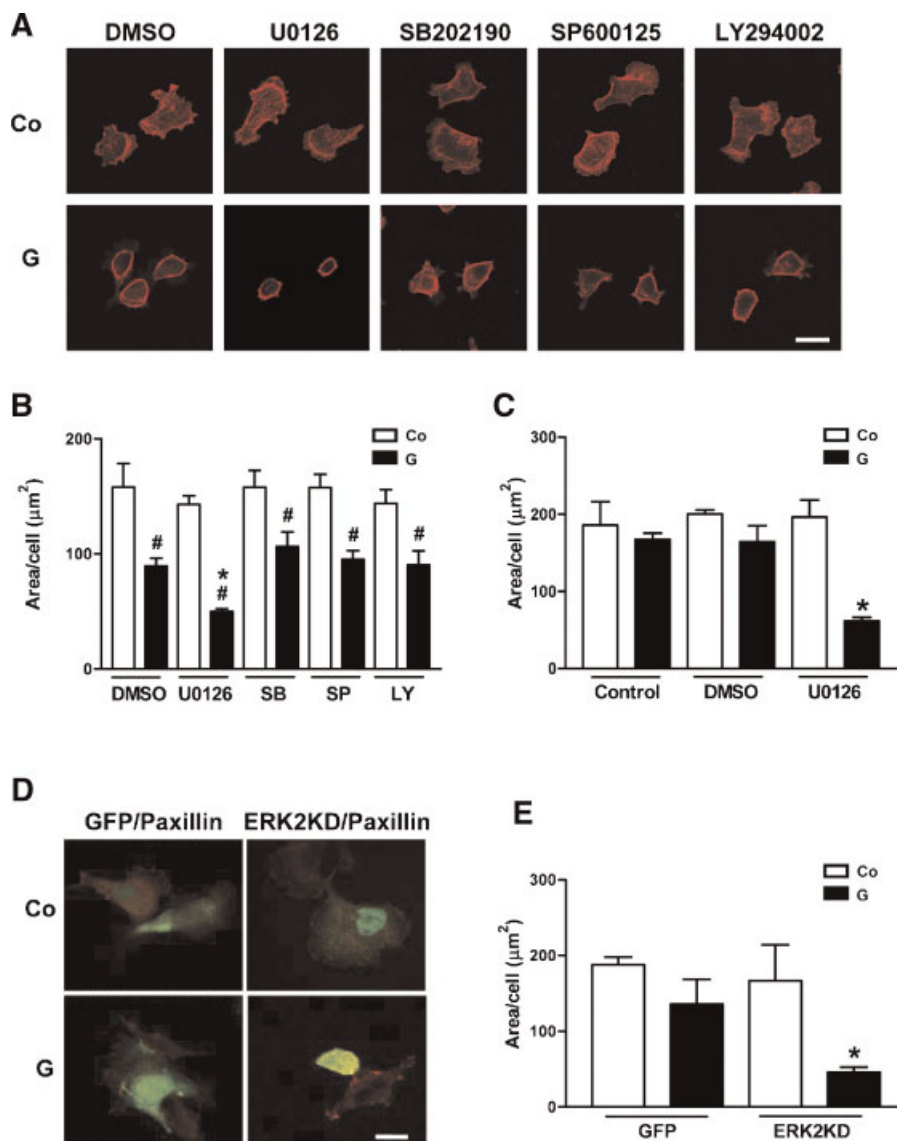 A
DMSO U0126 SB202190 SP600125 LY294002
Co
G
B
Co
G
Area/cell (μm²)
200
100
0
#
*
#
#
#
#
DMSO U0126 SB SP LY
C
Co
G
Area/cell (μm²)
300
200
100
0
*
Control DMSO U0126
D
GFP/Paxillin ERK2KD/Paxillin
Co
G
E
Co
G
Area/cell (μm²)
300
200
100
0
*
GFP ERK2KD